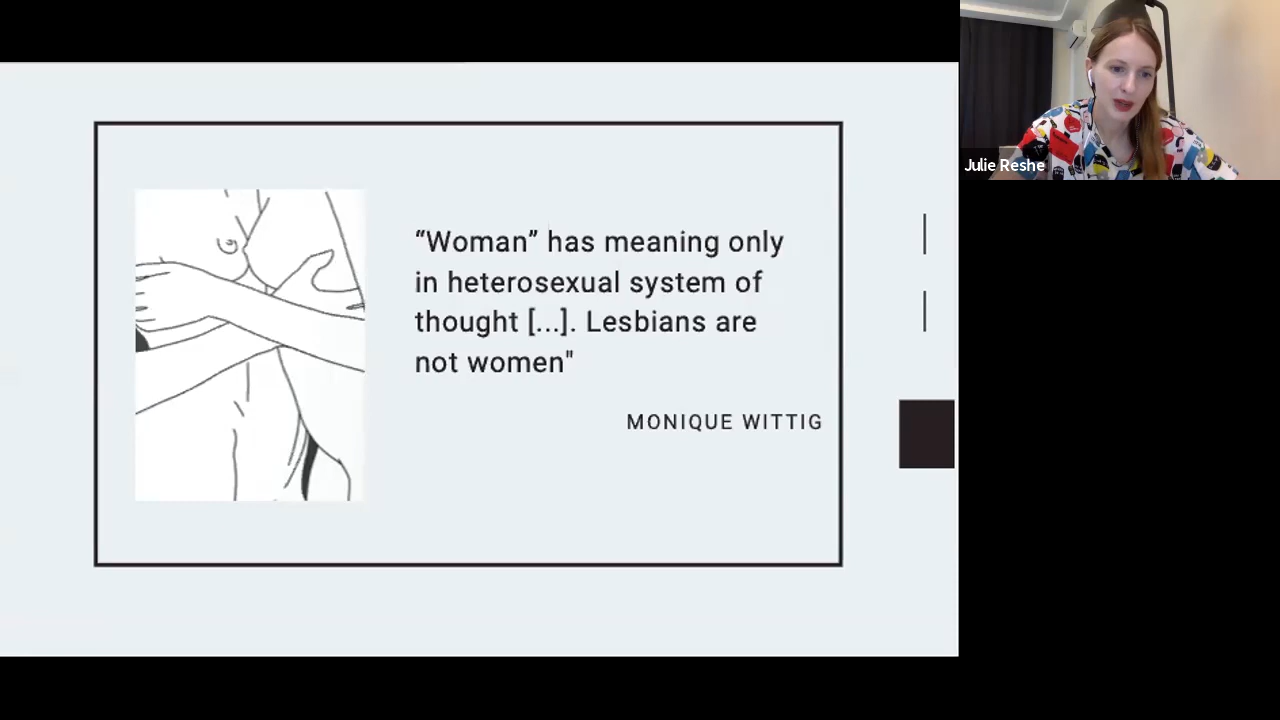 “Woman” has meaning only
in heterosexual system of
thought [...]. Lesbians are
not women"
MONIQUE WITTIG
Julie Reshe